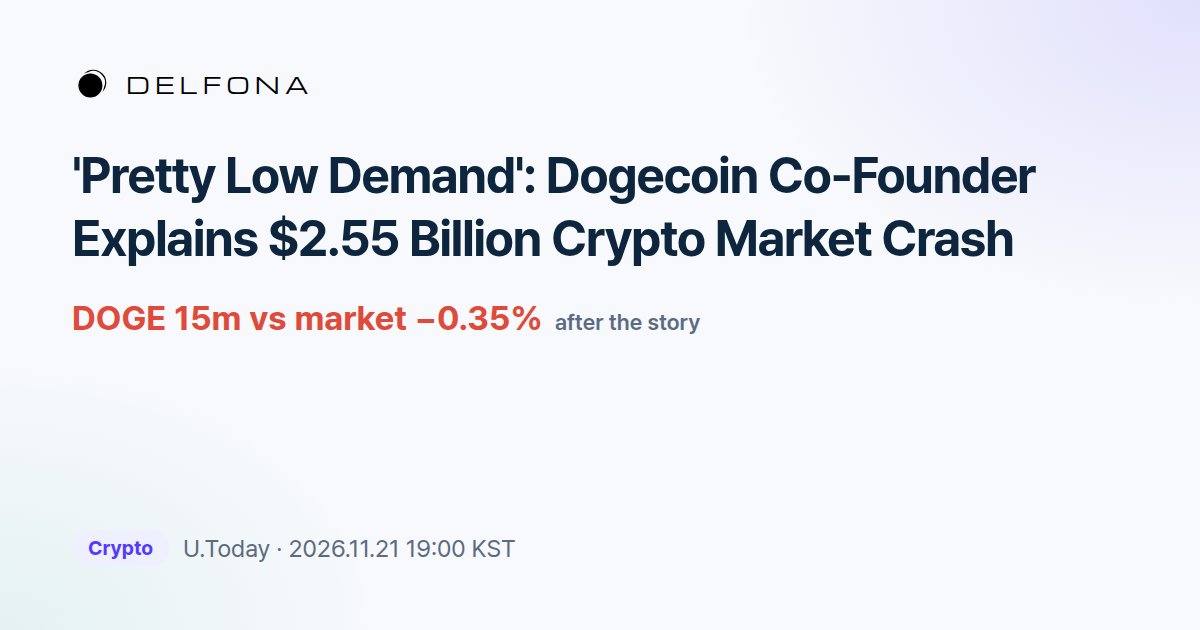 DELFONA
'Pretty Low Demand': Dogecoin Co-Founder
Explains $2.55 Billion Crypto Market Crash
DOGE 15m vs market −0.35% after the story
Crypto U.Today · 2026.11.21 19:00 KST